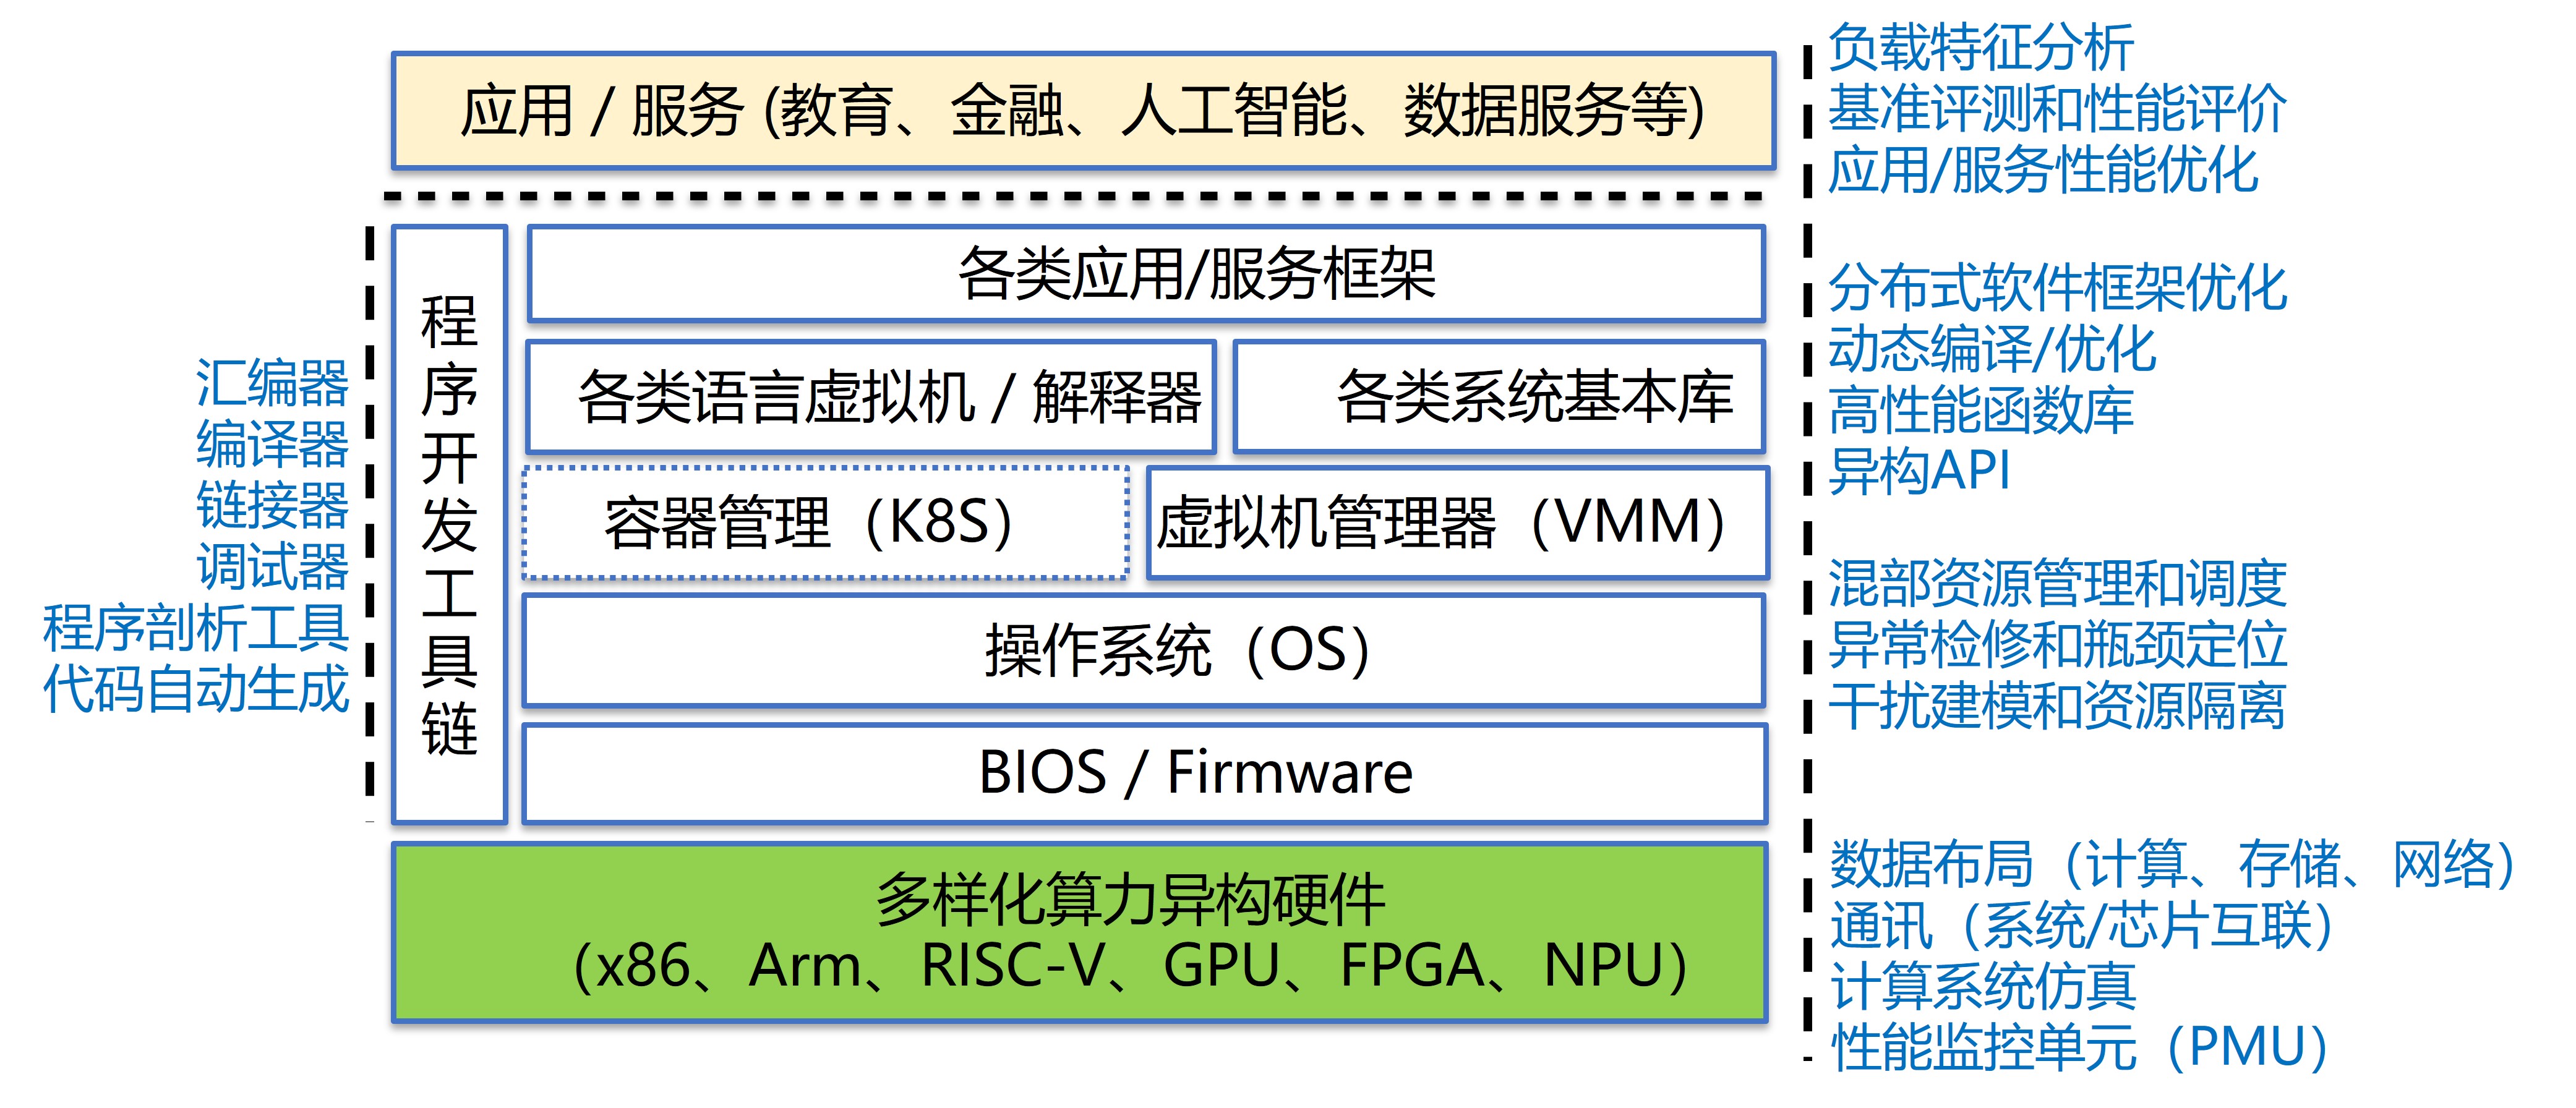 应用 / 服务 (教育、金融、人工智能、数据服务等)
负载特征分析
基准评测和性能评价
应用/服务性能优化
汇编器
编译器
链接器
调试器
程序剖析工具
代码自动生成
程序开发工具链
各类应用/服务框架
各类语言虚拟机 / 解释器
各类系统基本库
容器管理（K8S）
虚拟机管理器（VMM）
操作系统（OS）
BIOS / Firmware
分布式软件框架优化
动态编译/优化
高性能函数库
异构API
混部资源管理和调度
异常检修和瓶颈定位
干扰建模和资源隔离
多样化算力异构硬件
（x86、Arm、RISC-V、GPU、FPGA、NPU）
数据布局（计算、存储、网络）
通讯（系统/芯片互联）
计算系统仿真
性能监控单元（PMU）